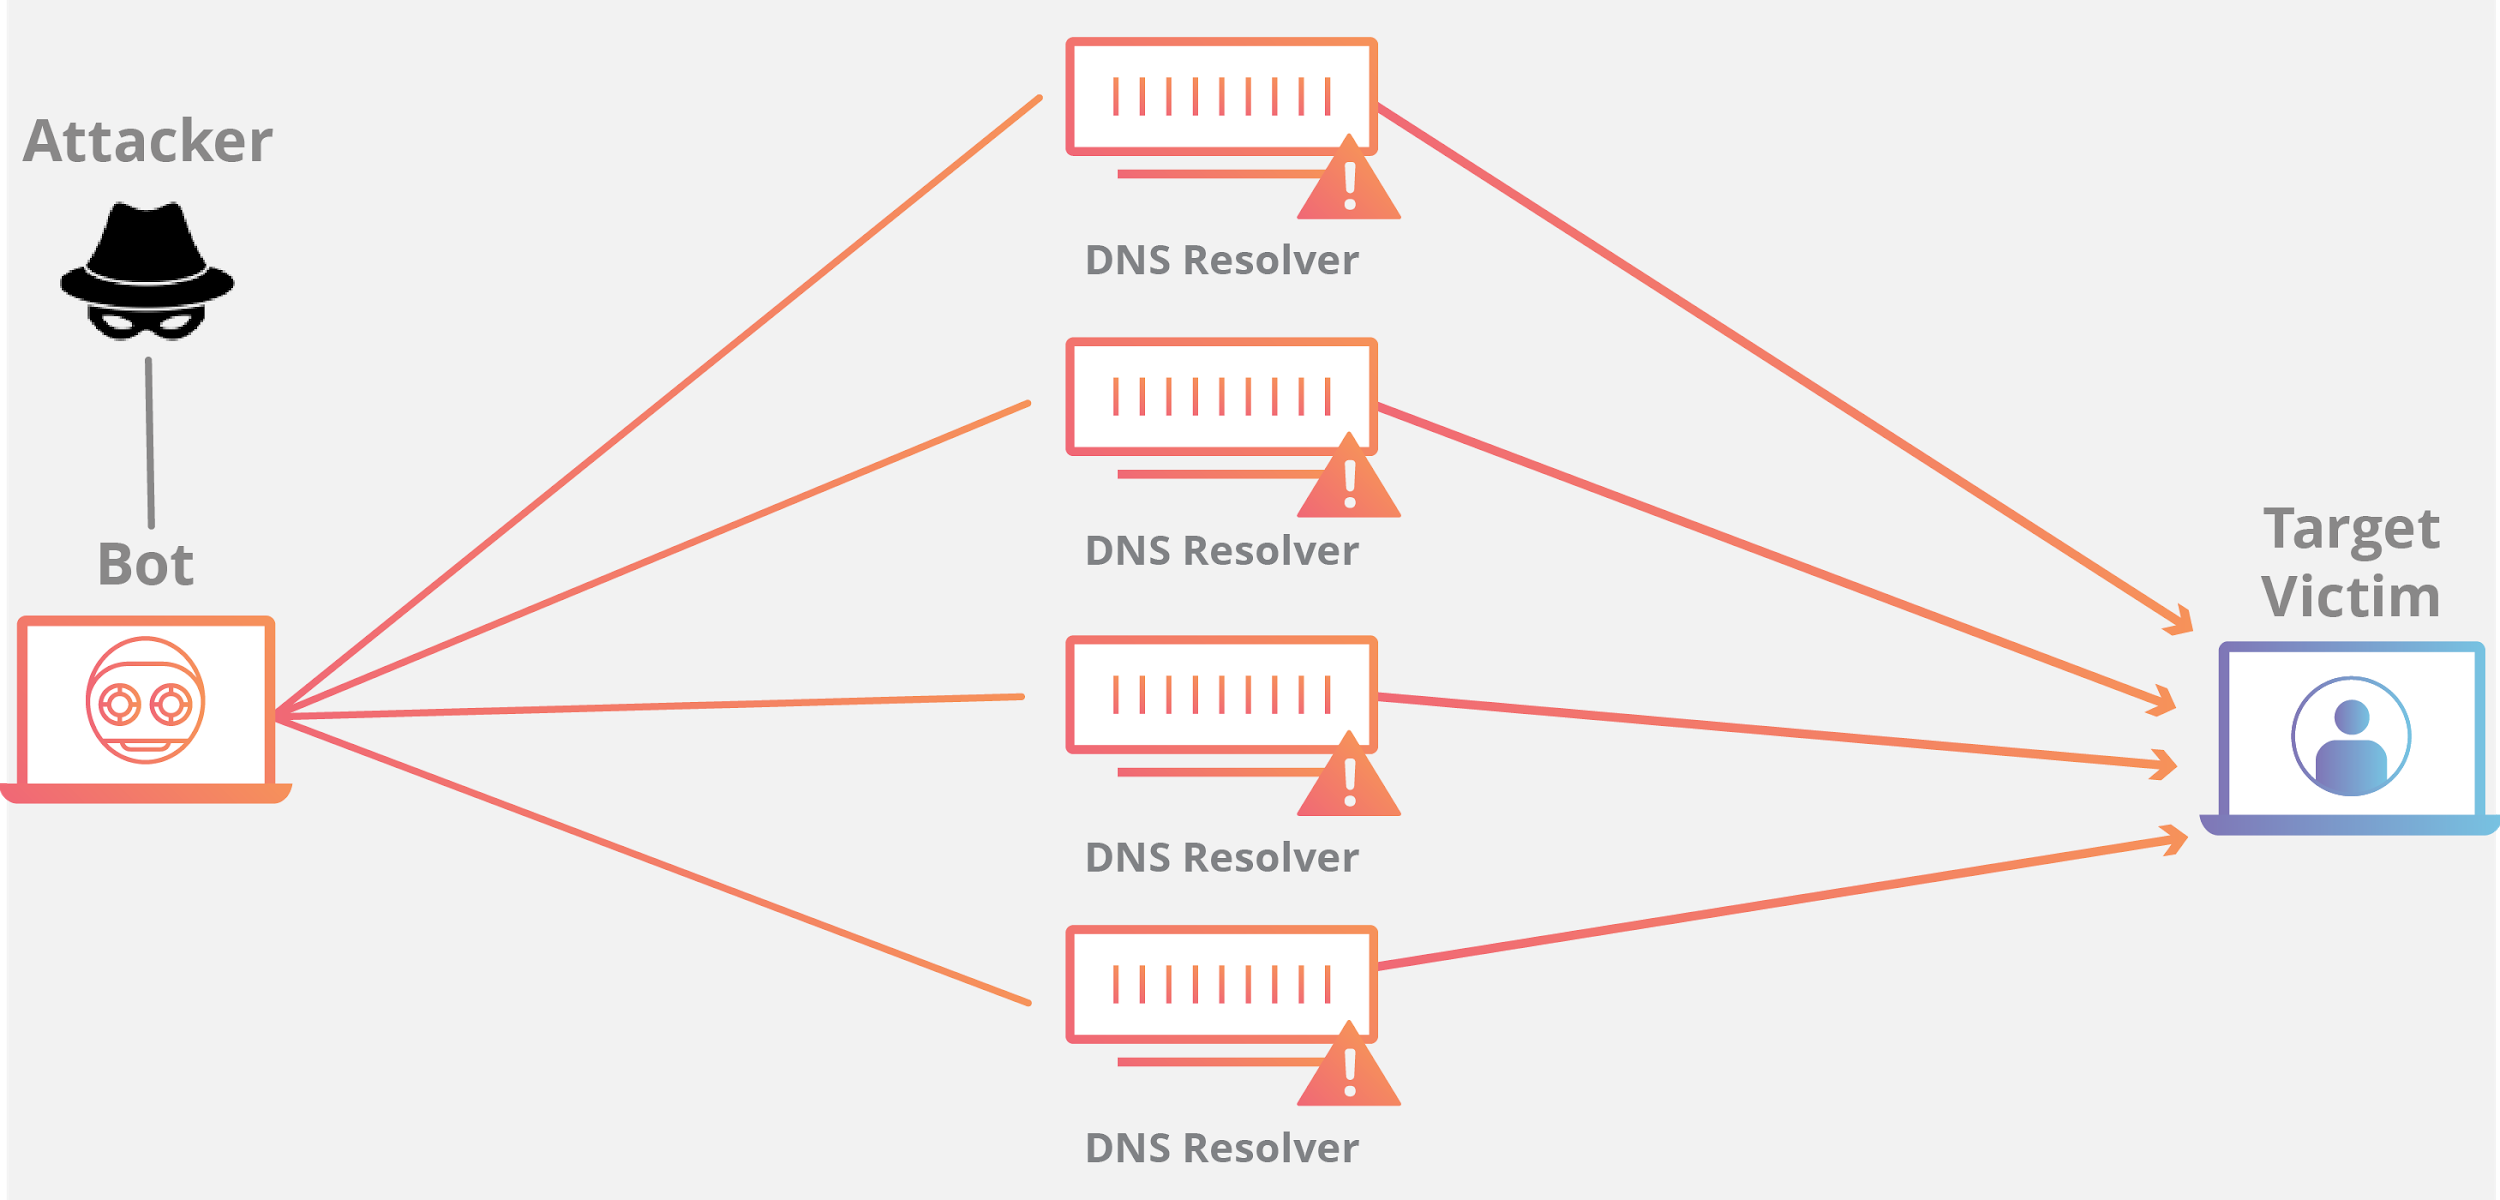 Attacker
Bot
DNS Resolver
DNS Resolver
DNS Resolver
DNS Resolver
Target
Victim